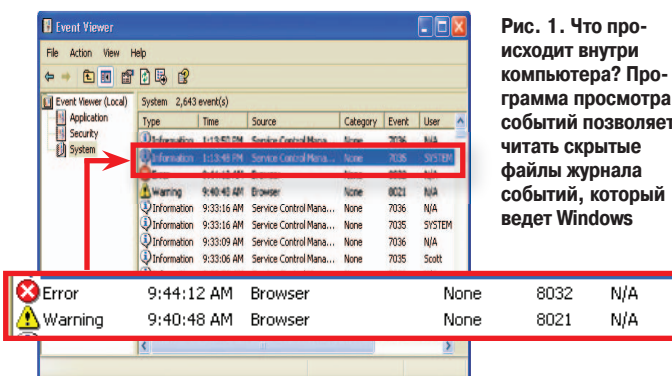 Event Viewer
File Action View Help
Event Viewer (Local)
Application
Security
System
System 2,643 event(s)
Type Time Source Category Event User
Information 1:13:50 PM Service Control Mana... None 7036 N/A
Information 1:13:48 PM Service Control Mana... None 7035 SYSTEM
Warning 9:40:48 AM Browser None 8021 N/A
Information 9:33:16 AM Service Control Mana... None 7036 N/A
Information 9:33:16 AM Service Control Mana... None 7035 SYSTEM
Information 9:33:09 AM Service Control Mana... None 7036 N/A
Information 9:33:06 AM Service Control Mana... None 7035 Scott
Error 9:44:12 AM Browser None 8032 N/A
Warning 9:40:48 AM Browser None 8021 N/A
Рис. 1. Что про-
исходит внутри
компьютера? Про-
грамма просмотра
событий позволяет
читать скрытые
файлы журнала
событий, который
ведет Windows